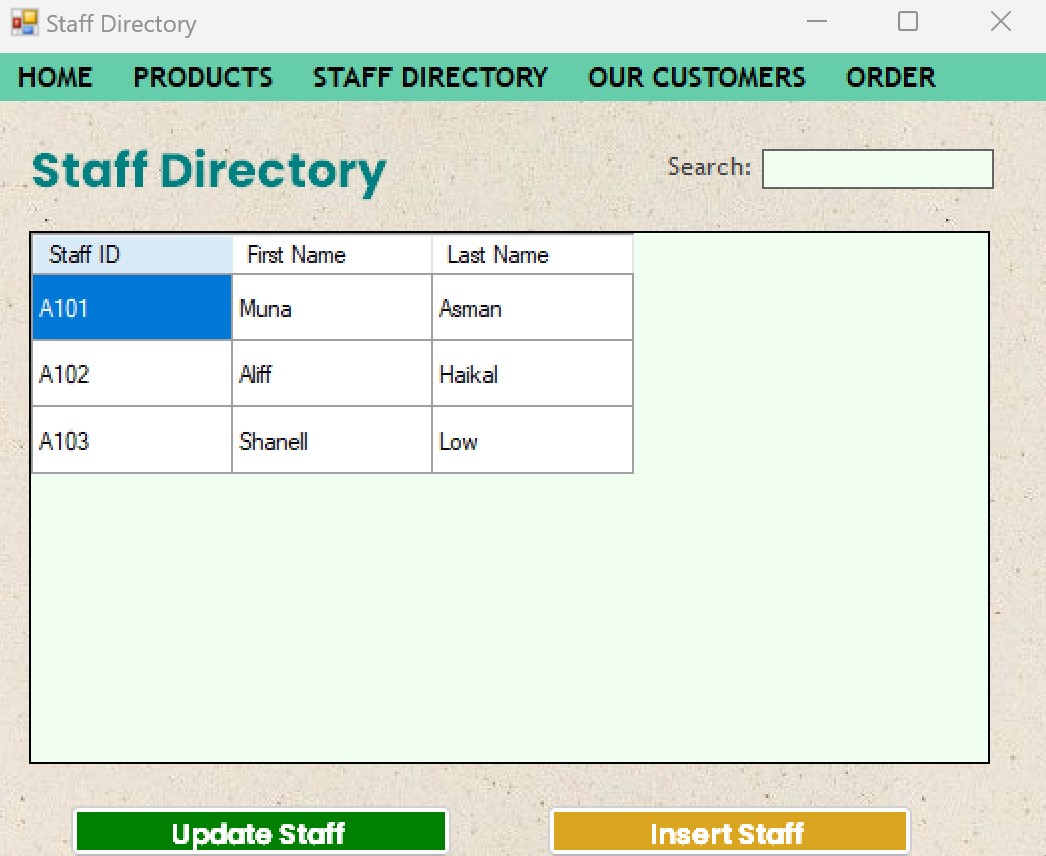 Staff Directory
HOME PRODUCTS STAFF DIRECTORY OUR CUSTOMERS ORDER
Staff Directory Search:
Staff ID First Name Last Name
A101 Muna Asman
A102 Aliff Haikal
A103 Shanell Low
Update Staff Insert Staff